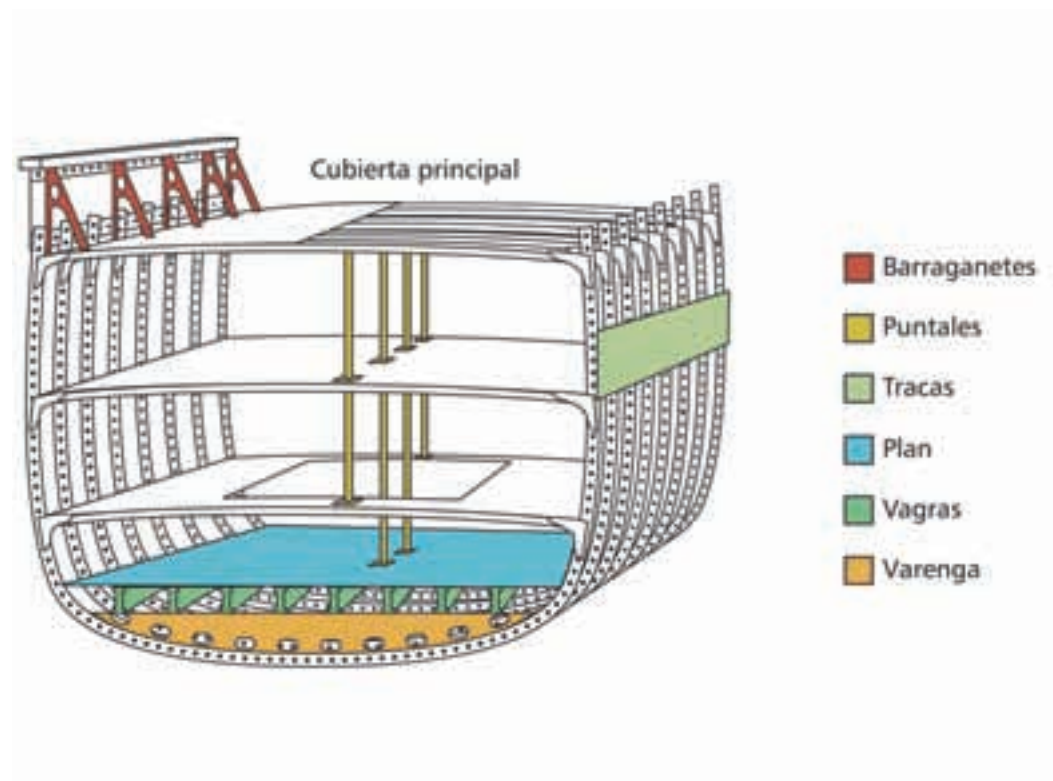 Cubierta principal
Barraganetes
Puntales
Tracas
Plan
Vagras
Varenga